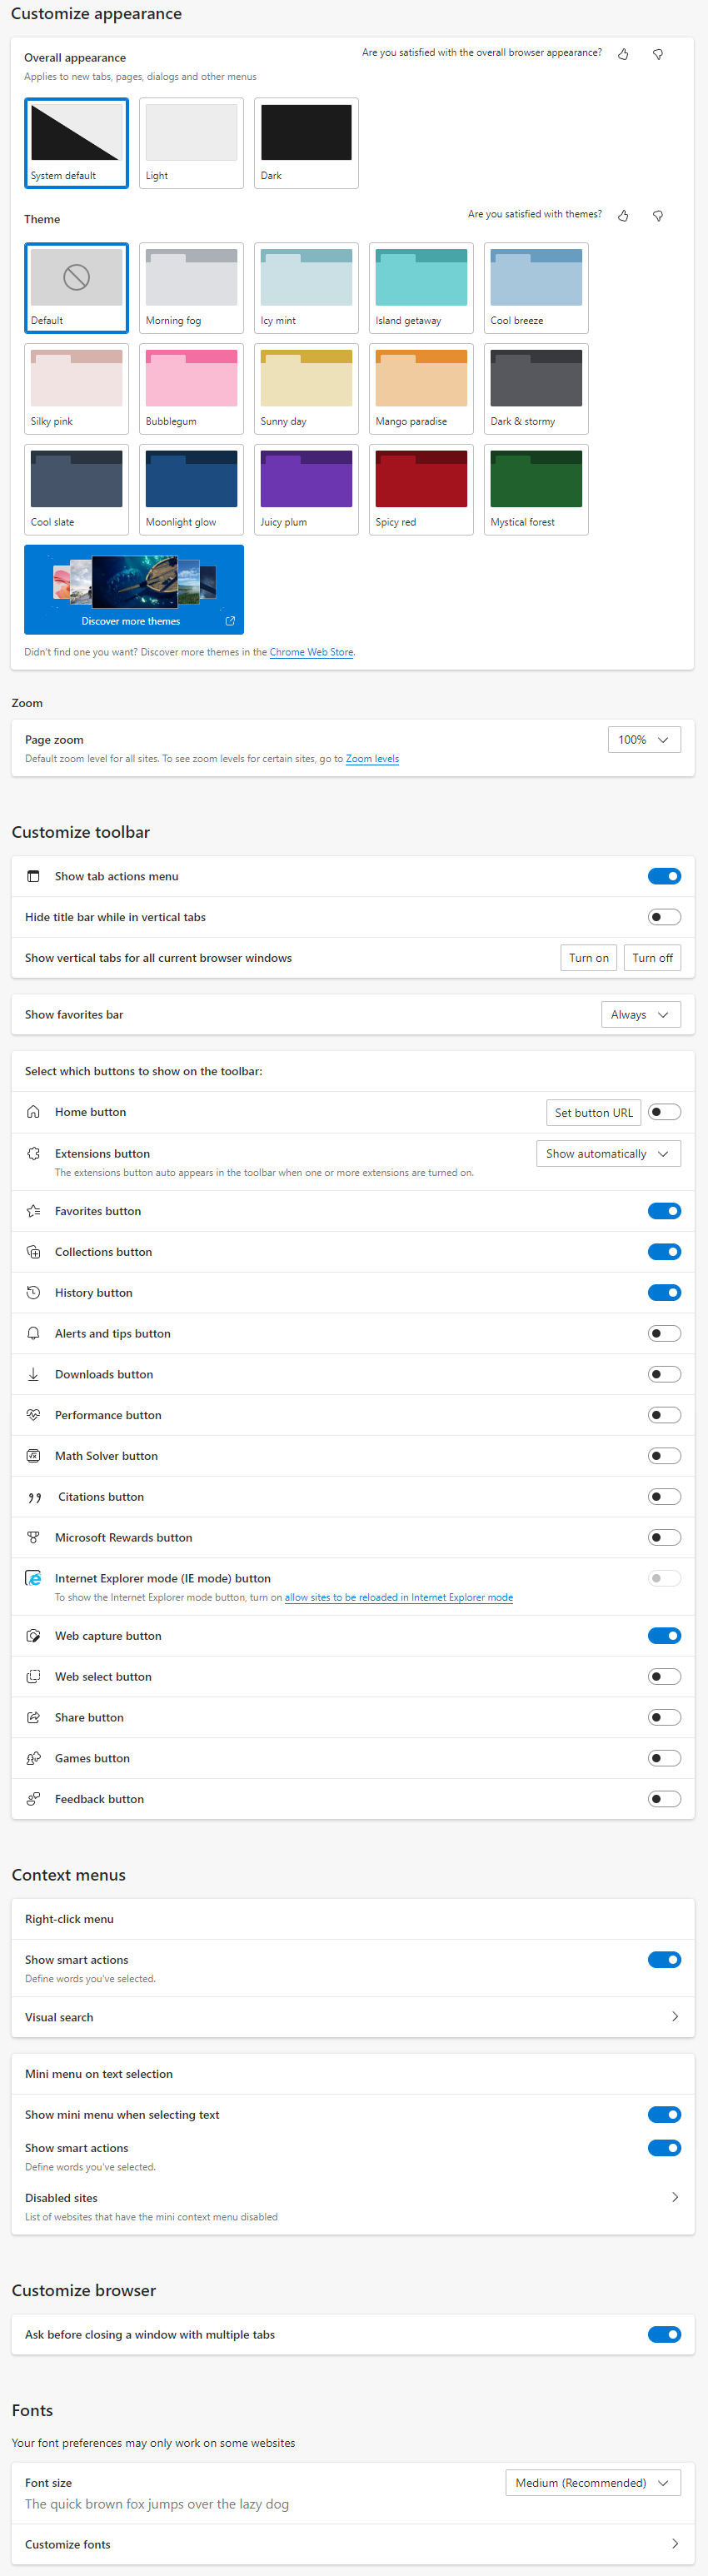 Customize appearance
Overall appearance
Are you satisfied with the overall browser appearance?
Applies to new tabs, pages, dialogs and other menus
System default
Light
Dark
Theme
Are you satisfied with themes?
Default
Morning fog
Icy mint
Island getaway
Cool breeze
Silky pink
Bubblegum
Sunny day
Mango paradise
Dark & stormy
Cool slate
Moonlight glow
Juicy plum
Spicy red
Mystical forest
Discover more themes
Didn't find one you want? Discover more themes in the Chrome Web Store.
Zoom
Page zoom
100%
Default zoom level for all sites. To see zoom levels for certain sites, go to Zoom levels
Customize toolbar
Show tab actions menu
Hide title bar while in vertical tabs
Show vertical tabs for all current browser windows
Turn on
Turn off
Show favorites bar
Always
Select which buttons to show on the toolbar:
Home button
Set button URL
Extensions button
Show automatically
The extensions button auto appears in the toolbar when one or more extensions are turned on.
Favorites button
Collections button
History button
Alerts and tips button
Downloads button
Performance button
Math Solver button
Citations button
Microsoft Rewards button
Internet Explorer mode (IE mode) button
To show the Internet Explorer mode button, turn on allow sites to be reloaded in Internet Explorer mode
Web capture button
Web select button
Share button
Games button
Feedback button
Context menus
Right-click menu
Show smart actions
Define words you've selected.
Visual search
Mini menu on text selection
Show mini menu when selecting text
Show smart actions
Define words you've selected.
Disabled sites
List of websites that have the mini context menu disabled
Customize browser
Ask before closing a window with multiple tabs
Fonts
Your font preferences may only work on some websites
Font size
Medium (Recommended)
The quick brown fox jumps over the lazy dog
Customize fonts